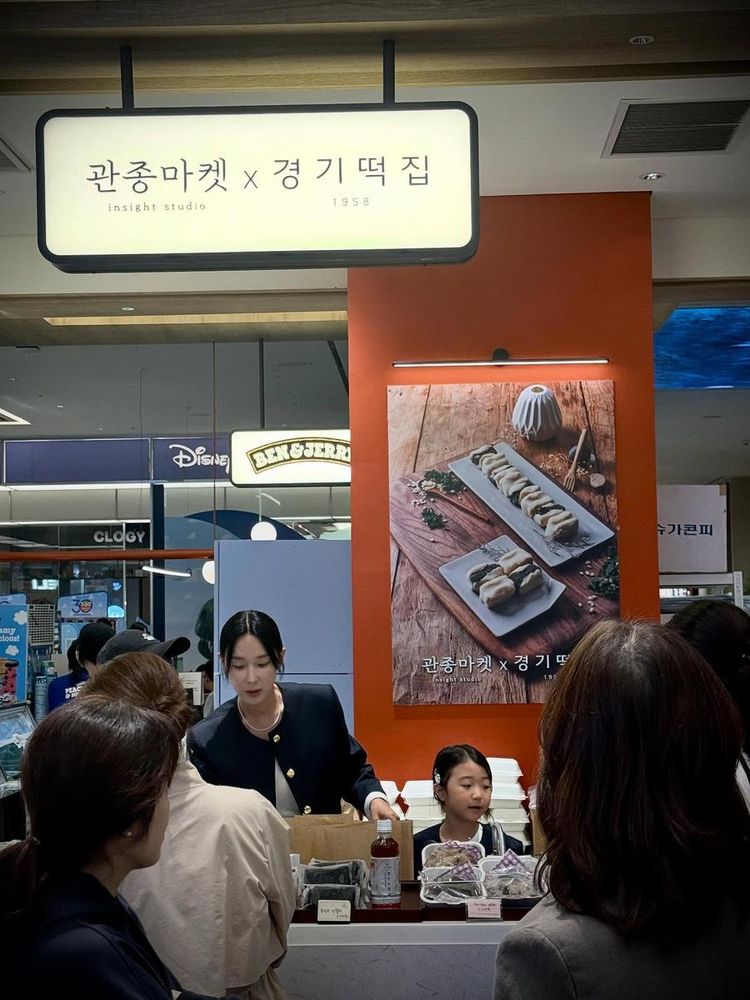 관종마켓 x 경기떡집
insight studio 1958
Disney
BEN & JERRY
CLOGY
슈가콘피
관종마켓 x 경기떡
insight studio